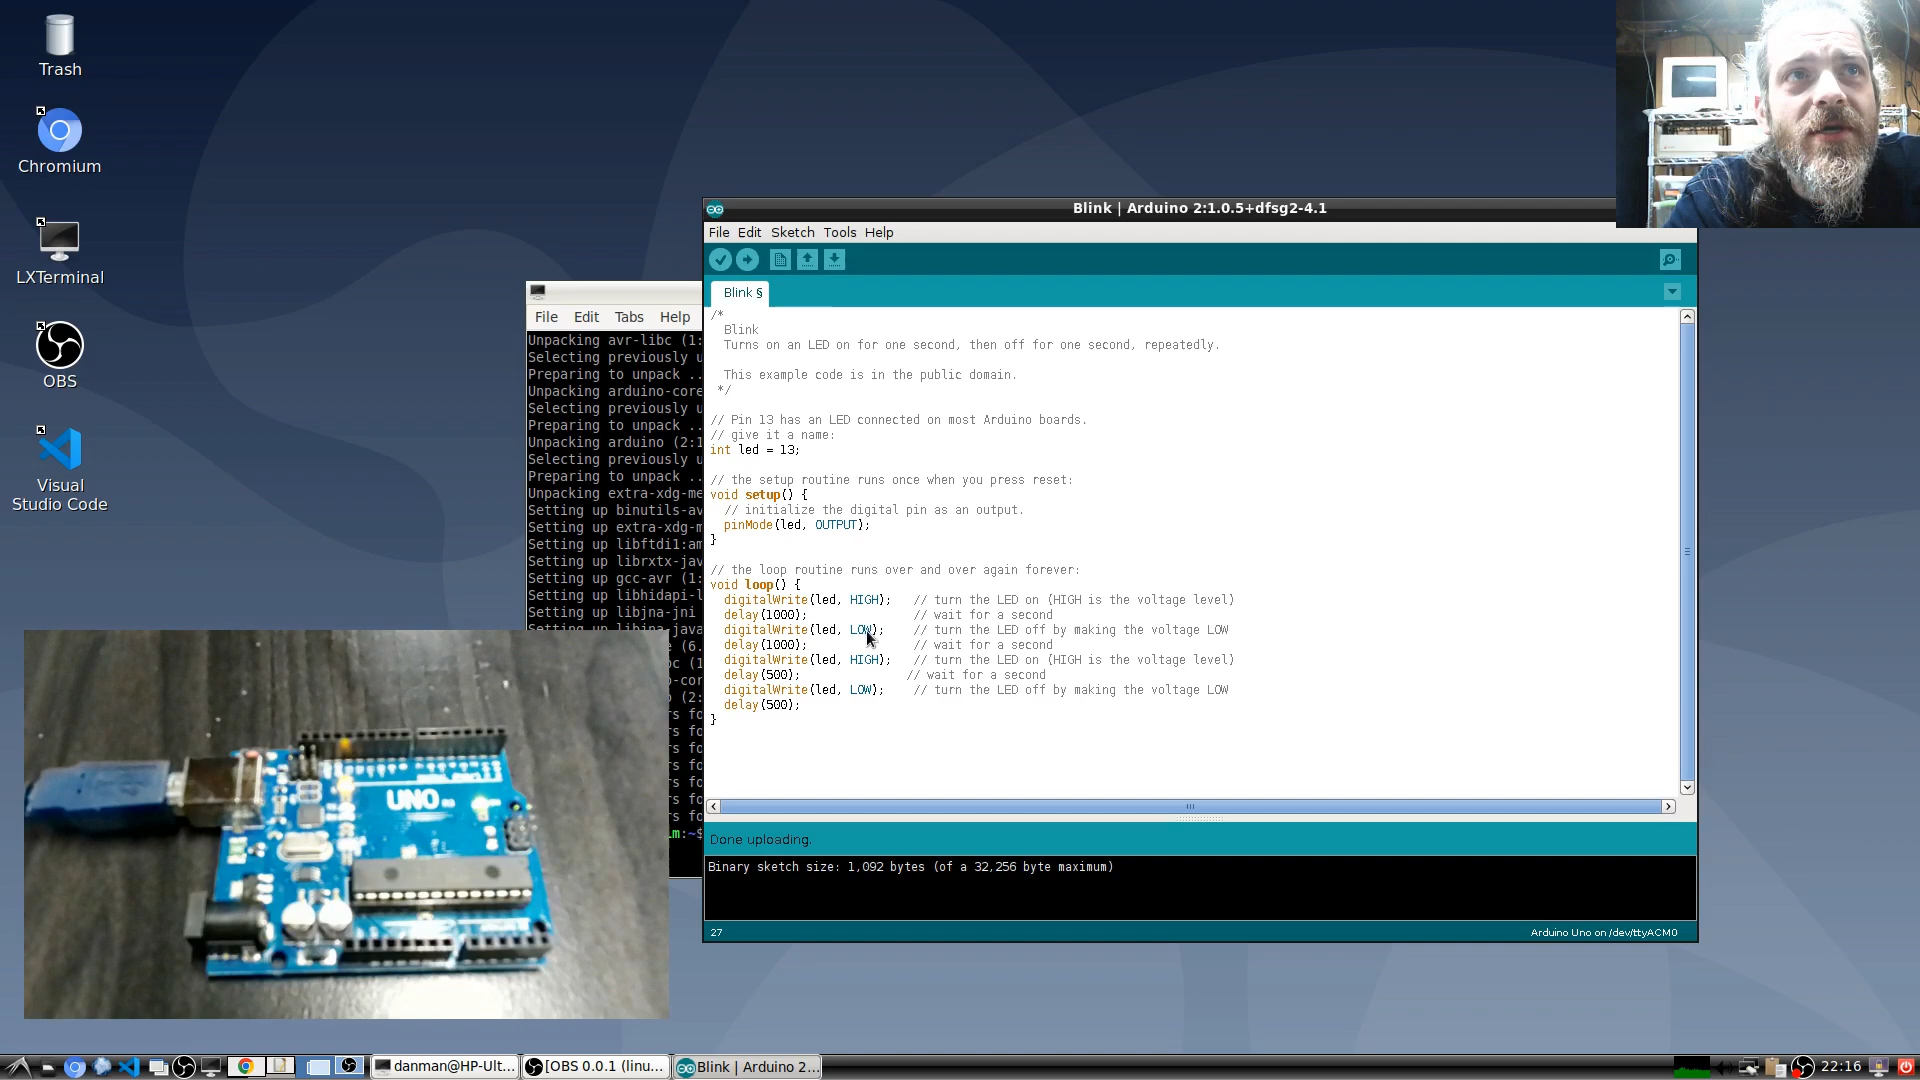 Trash
Chromium
LXTerminal
OBS
Visual
Studio Code
File Edit Tabs Help
Unpacking avr-libc (1:
Selecting previously u
Preparing to unpack ..
Unpacking arduino-core
Selecting previously u
Preparing to unpack ..
Unpacking arduino (2:1
Selecting previously u
Preparing to unpack ..
Unpacking extra-xdg-me
Setting up binutils-av
Setting up extra-xdg-m
Setting up libftdi1:am
Setting up librxtx-jav
Setting up gcc-avr (1:
Setting up libhidapi-l
Setting up libjna-jni
Blink | Arduino 2:1.0.5+dfsg2-4.1
File Edit Sketch Tools Help
Blink §
/*
Blink
Turns on an LED on for one second, then off for one second, repeatedly.
This example code is in the public domain.
*/
// Pin 13 has an LED connected on most Arduino boards.
// give it a name:
int led = 13;
// the setup routine runs once when you press reset:
void setup() {
// initialize the digital pin as an output.
pinMode(led, OUTPUT);
}
// the loop routine runs over and over again forever:
void loop() {
digitalWrite(led, HIGH); // turn the LED on (HIGH is the voltage level)
delay(1000); // wait for a second
digitalWrite(led, LOW); // turn the LED off by making the voltage LOW
delay(1000); // wait for a second
digitalWrite(led, HIGH); // turn the LED on (HIGH is the voltage level)
delay(500); // wait for a second
digitalWrite(led, LOW); // turn the LED off by making the voltage LOW
delay(500);
}
Done uploading.
Binary sketch size: 1,092 bytes (of a 32,256 byte maximum)
27 Arduino Uno on /dev/ttyACM0
UNO
danman@HP-Ult... [OBS 0.0.1 (linu... Blink | Arduino 2... 22:16